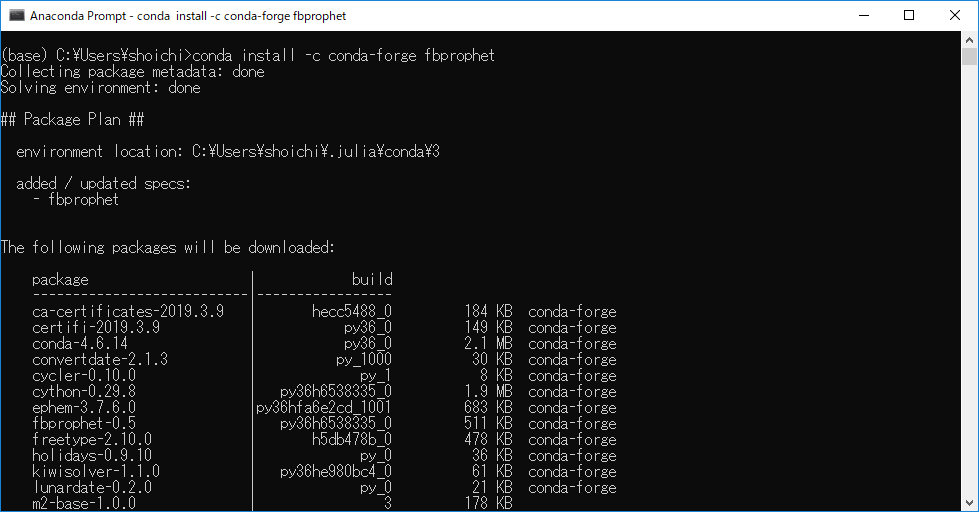 Anaconda Prompt - conda  install -c conda-forge fbprophet
(base) C:¥Users¥shoichi>conda install -c conda-forge fbprophet
Collecting package metadata: done
Solving environment: done
## Package Plan ##
  environment location: C:¥Users¥shoichi¥.julia¥conda¥3
  added / updated specs:
    - fbprophet
The following packages will be downloaded:
    package                    |            build
    ---------------------------|-----------------
    ca-certificates-2019.3.9   |       hecc5488_0         184 KB  conda-forge
    certifi-2019.3.9           |           py36_0         149 KB  conda-forge
    conda-4.6.14               |           py36_0         2.1 MB  conda-forge
    convertdate-2.1.3          |          py_1000          30 KB  conda-forge
    cycler-0.10.0              |             py_1           8 KB  conda-forge
    cython-0.29.8              |   py36h6538335_0         1.9 MB  conda-forge
    ephem-3.7.6.0              |py36hfa6e2cd_1001         683 KB  conda-forge
    fbprophet-0.5              |   py36h6538335_0         511 KB  conda-forge
    freetype-2.10.0            |       h5db478b_0         478 KB  conda-forge
    holidays-0.9.10            |             py_0          36 KB  conda-forge
    kiwisolver-1.1.0           |   py36he980bc4_0          61 KB  conda-forge
    lunardate-0.2.0            |             py_0          21 KB  conda-forge
    m2-base-1.0.0              |                3         178 KB